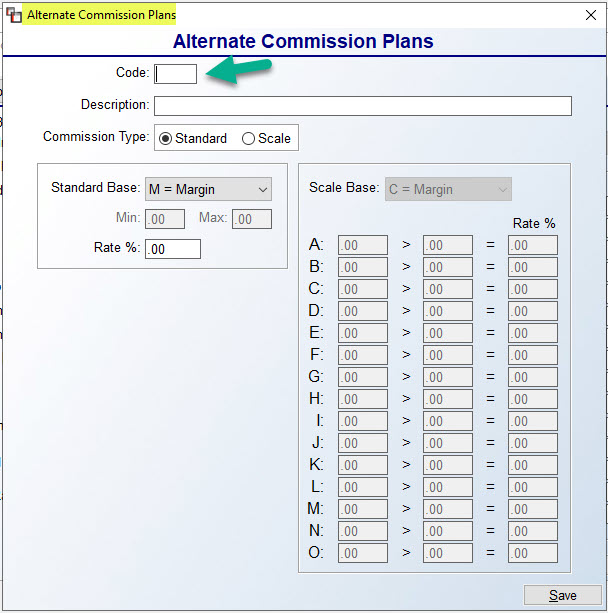 Alternate Commission Plans
Alternate Commission Plans
Code:
Description:
Commission Type: Standard Scale
Standard Base: M = Margin
Min: .00 Max: .00
Rate %: .00
Scale Base: C = Margin
Rate %
A: .00 > .00 = .00
B: .00 > .00 = .00
C: .00 > .00 = .00
D: .00 > .00 = .00
E: .00 > .00 = .00
F: .00 > .00 = .00
G: .00 > .00 = .00
H: .00 > .00 = .00
I: .00 > .00 = .00
J: .00 > .00 = .00
K: .00 > .00 = .00
L: .00 > .00 = .00
M: .00 > .00 = .00
N: .00 > .00 = .00
O: .00 > .00 = .00
Save